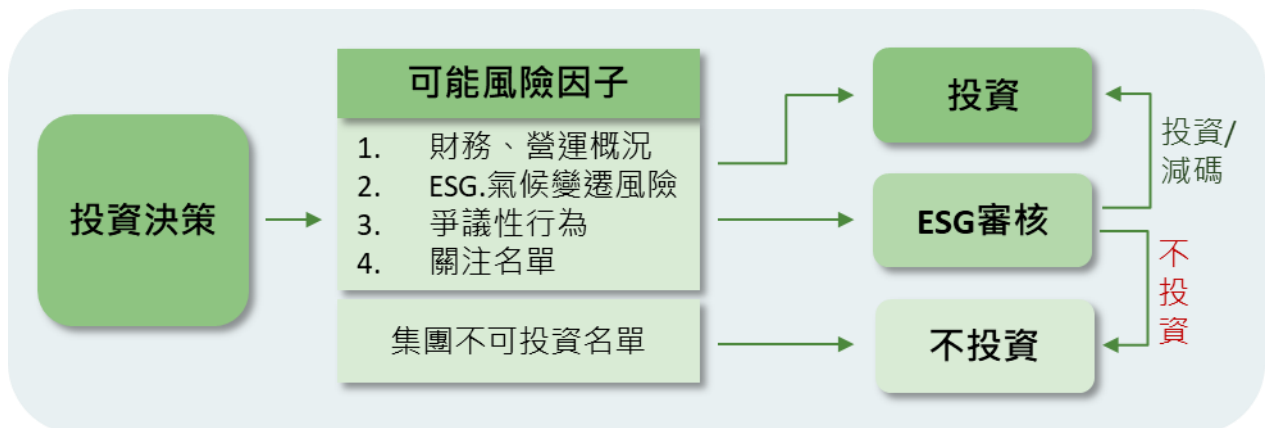 投資決策
可能風險因子
1. 財務、營運概況
2. ESG.氣候變遷風險
3. 爭議性行為
4. 關注名單
集團不可投資名單
投資
ESG審核
不投資
投資/
減碼
不
投
資